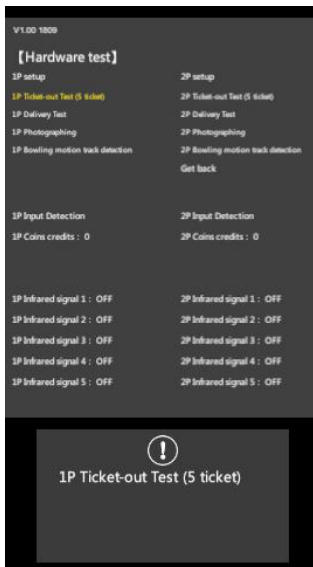 V1.00 1809
【Hardware test】
1P setup 2P setup
1P Ticket-out Test (5 ticket) 2P Ticket-out Test (5 ticket)
1P Delivery Test 2P Delivery Test
1P Photographing 2P Photographing
1P Bowling motion track detection 2P Bowling motion track detection
Get back
1P Input Detection 2P Input Detection
1P Coins credits : 0 2P Coins credits : 0
1P Infrared signal 1 : OFF 2P Infrared signal 1 : OFF
1P Infrared signal 2 : OFF 2P Infrared signal 2 : OFF
1P Infrared signal 3 : OFF 2P Infrared signal 3 : OFF
1P Infrared signal 4 : OFF 2P Infrared signal 4 : OFF
1P Infrared signal 5 : OFF 2P Infrared signal 5 : OFF
!
1P Ticket-out Test (5 ticket)